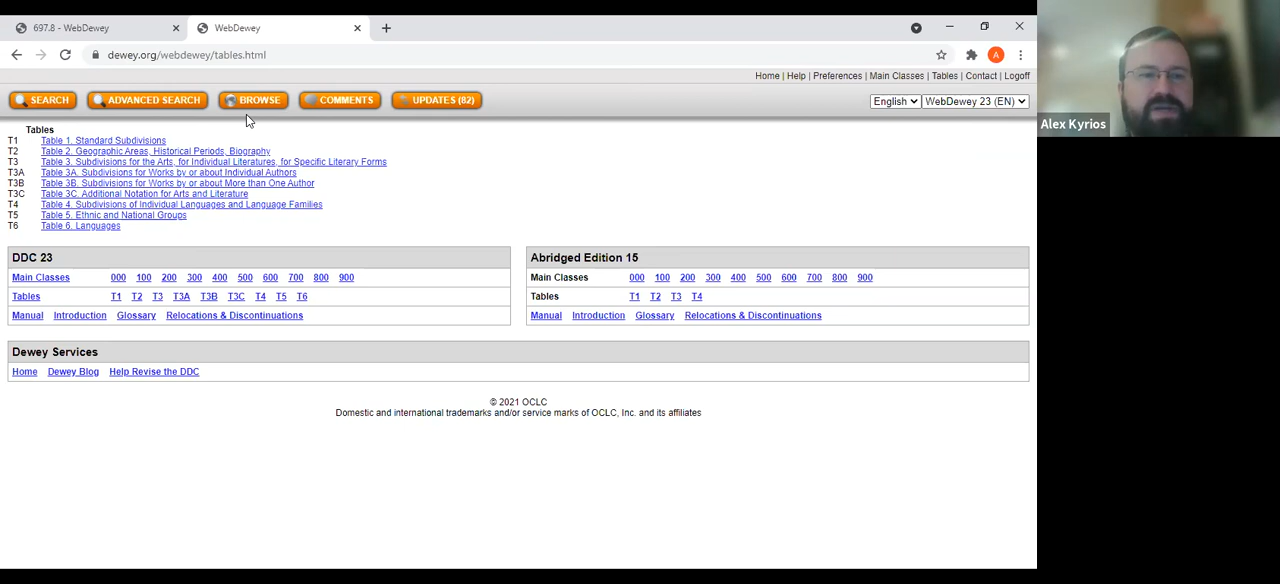 697.8 - WebDewey
WebDewey
dewey.org/webdewey/tables.html
A
Home | Help | Preferences | Main Classes | Tables | Contact | Logoff
SEARCH ADVANCED SEARCH BROWSE COMMENTS UPDATES (82) English WebDewey 23 (EN)
Alex Kyrios
Tables
T1 Table 1. Standard Subdivisions
T2 Table 2. Geographic Areas, Historical Periods, Biography
T3 Table 3. Subdivisions for the Arts, for Individual Literatures, for Specific Literary Forms
T3A Table 3A. Subdivisions for Works by or about Individual Authors
T3B Table 3B. Subdivisions for Works by or about More than One Author
T3C Table 3C. Additional Notation for Arts and Literature
T4 Table 4. Subdivisions of Individual Languages and Language Families
T5 Table 5. Ethnic and National Groups
T6 Table 6. Languages
DDC 23
Main Classes 000 100 200 300 400 500 600 700 800 900
Tables T1 T2 T3 T3A T3B T3C T4 T5 T6
Manual Introduction Glossary Relocations & Discontinuations
Abridged Edition 15
Main Classes 000 100 200 300 400 500 600 700 800 900
Tables T1 T2 T3 T4
Manual Introduction Glossary Relocations & Discontinuations
Dewey Services
Home Dewey Blog Help Revise the DDC
© 2021 OCLC
Domestic and international trademarks and/or service marks of OCLC, Inc. and its affiliates